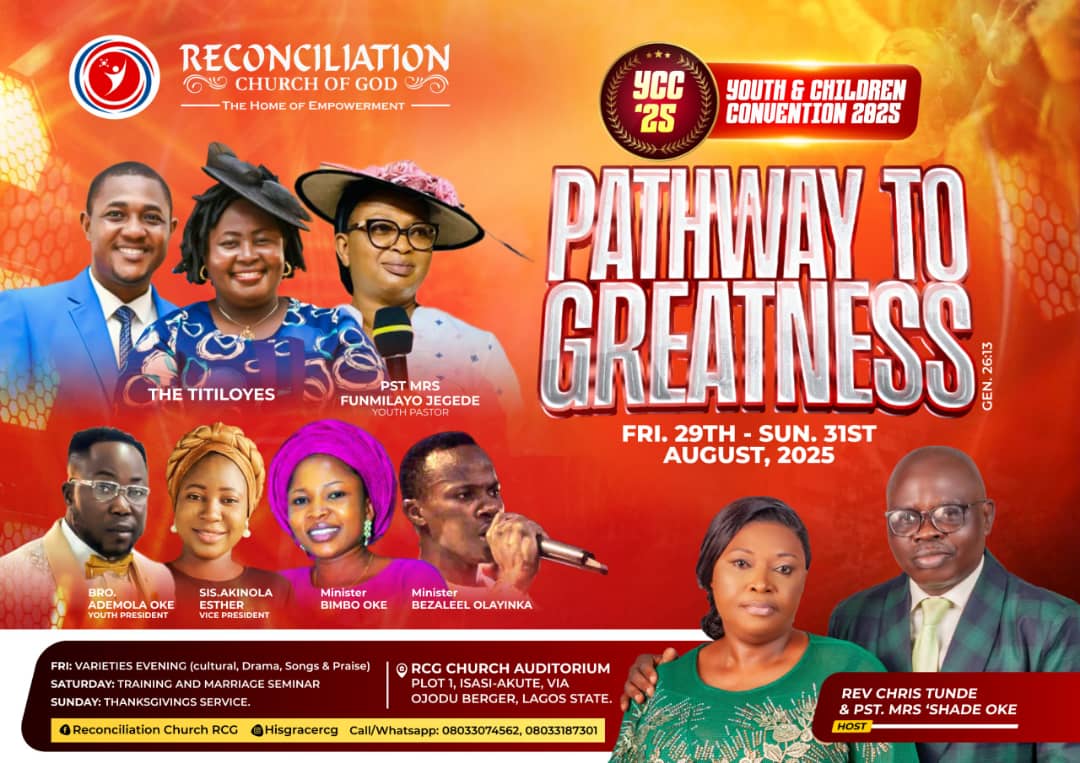 RECONCILIATION
CHURCH OF GOD
THE HOME OF EMPOWERMENT
YCC
'25
YOUTH & CHILDREN
CONVENTION 2025
PATHWAY TO
GREATNESS
GEN. 26:13
FRI. 29TH - SUN. 31ST
AUGUST, 2025
THE TITILOYES
PST MRS
FUNMILAYO JEGEDE
YOUTH PASTOR
BRO.
ADEMOLA OKE
YOUTH PRESIDENT
SIS.AKINOLA
ESTHER
VICE PRESIDENT
Minister
BIMBO OKE
Minister
BEZALEEL OLAYINKA
REV CHRIS TUNDE
& PST. MRS ‘SHADE OKE
HOST
FRI: VARIETIES EVENING (cultural, Drama, Songs & Praise)
SATURDAY: TRAINING AND MARRIAGE SEMINAR
SUNDAY: THANKSGIVINGS SERVICE.
RCG CHURCH AUDITORIUM
PLOT 1, ISASI-AKUTE, VIA
OJODU BERGER, LAGOS STATE.
Reconciliation Church RCG Hisgracercg Call/Whatsapp: 08033074562, 08033187301